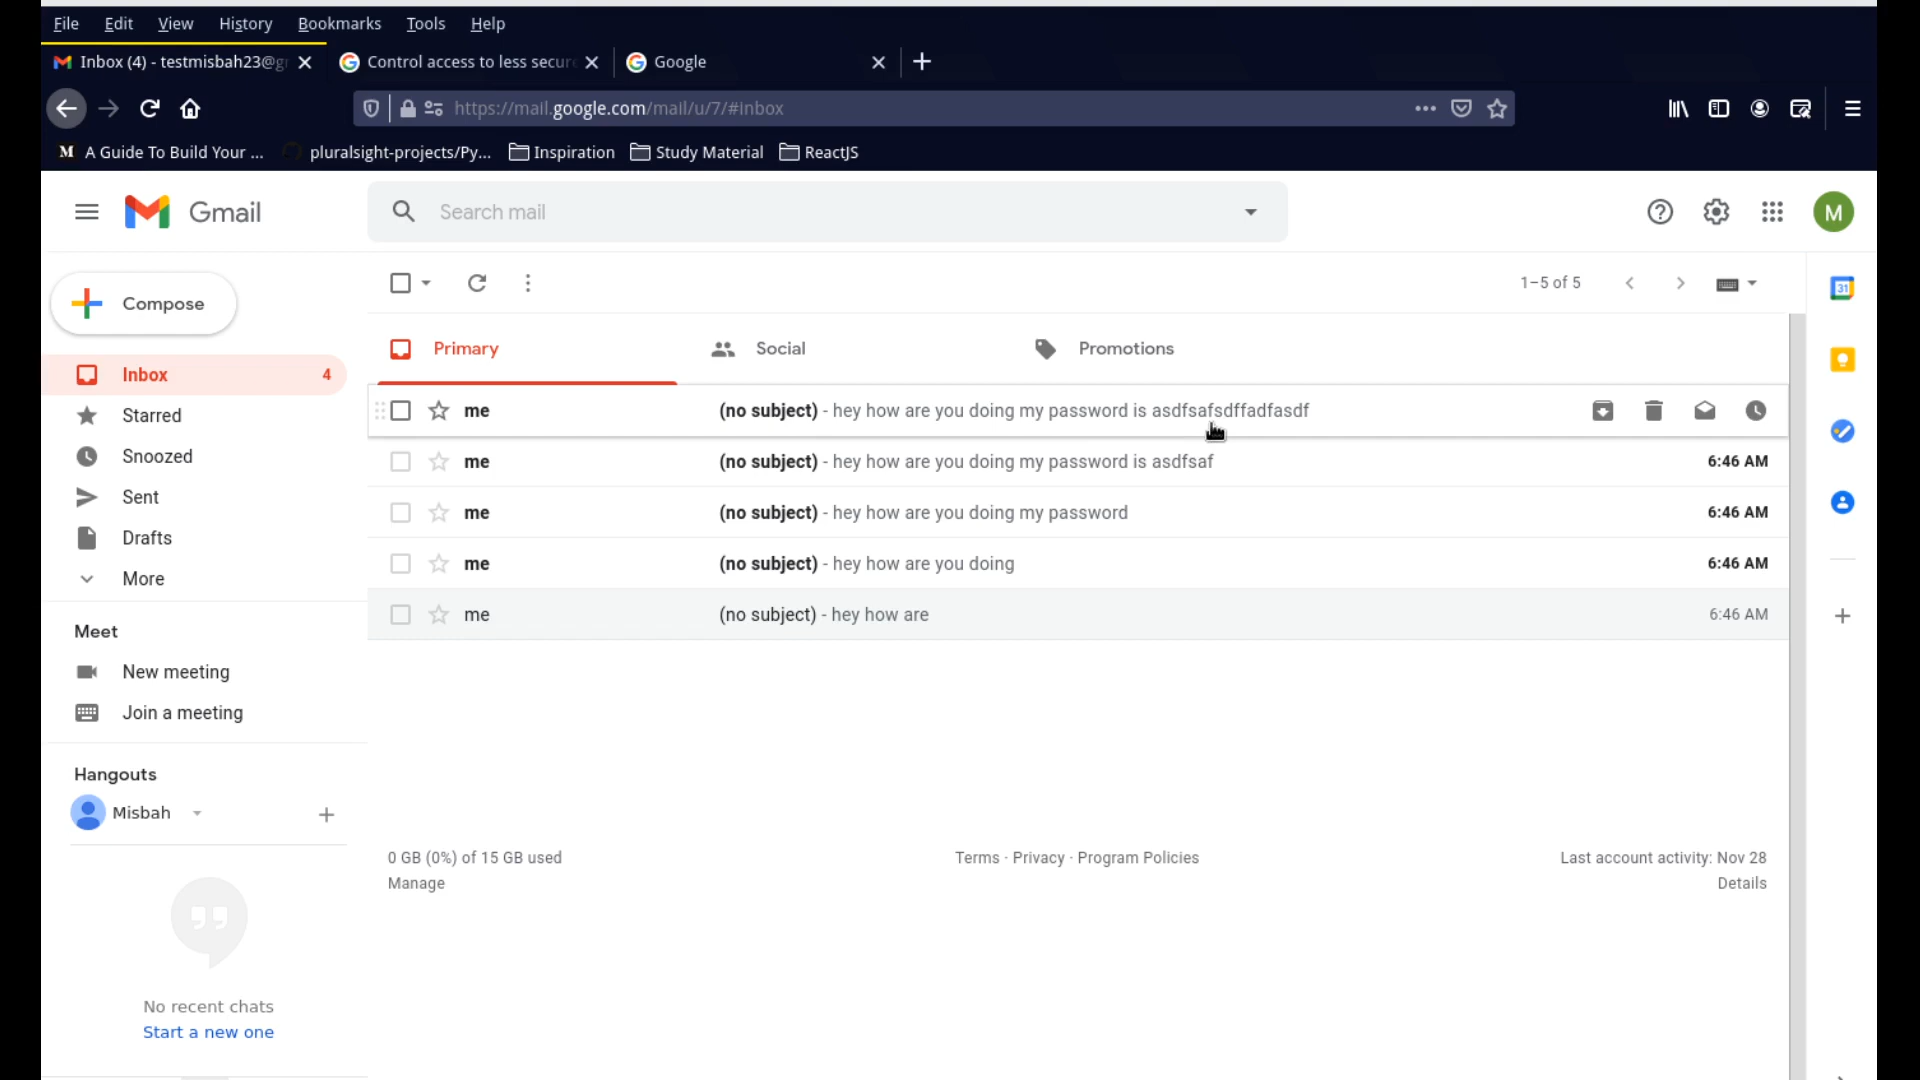 File Edit View History Bookmarks Tools Help
Inbox (4) - testmisbah23@g
Control access to less secur
Google
https://mail.google.com/mail/u/7/#inbox
M A Guide To Build Your ... pluralsight-projects/Py... Inspiration Study Material ReactJS
Gmail
Search mail
M
Compose
1–5 of 5
31
Primary Social Promotions
Inbox 4
Starred
Snoozed
Sent
Drafts
More
me (no subject) - hey how are you doing my password is asdfsafsdffadfasdf
me (no subject) - hey how are you doing my password is asdfsaf 6:46 AM
me (no subject) - hey how are you doing my password 6:46 AM
me (no subject) - hey how are you doing 6:46 AM
me (no subject) - hey how are 6:46 AM
Meet
New meeting
Join a meeting
Hangouts
Misbah
No recent chats
Start a new one
0 GB (0%) of 15 GB used
Manage
Terms · Privacy · Program Policies
Last account activity: Nov 28
Details